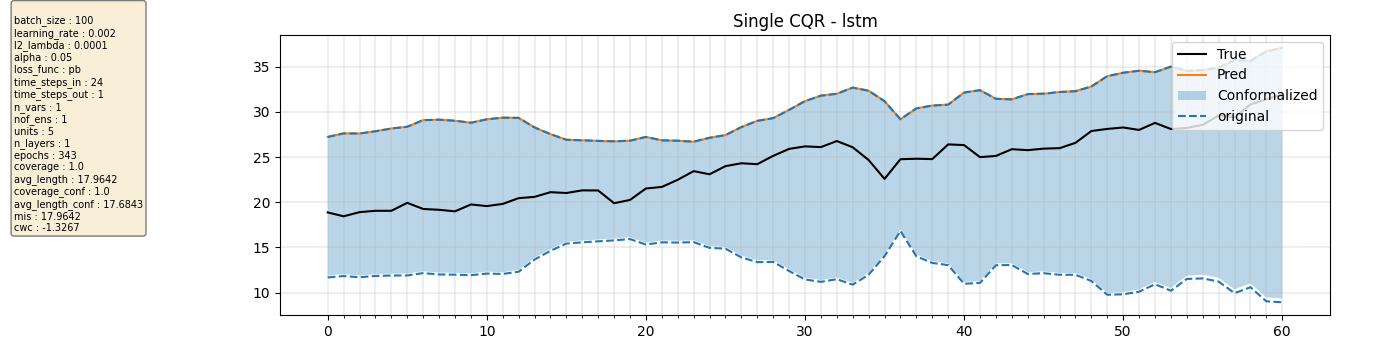 batch_size : 100
learning_rate : 0.002
l2_lambda : 0.0001
alpha : 0.05
loss_func : pb
time_steps_in : 24
time_steps_out : 1
n_vars : 1
nof_ens : 1
units : 5
n_layers : 1
epochs : 343
coverage : 1.0
avg_length : 17.9642
coverage_conf : 1.0
avg_length_conf : 17.6843
mis : 17.9642
cwc : -1.3267
Single CQR - lstm
True
Pred
Conformalized
original
35
30
25
20
15
10
0 10 20 30 40 50 60